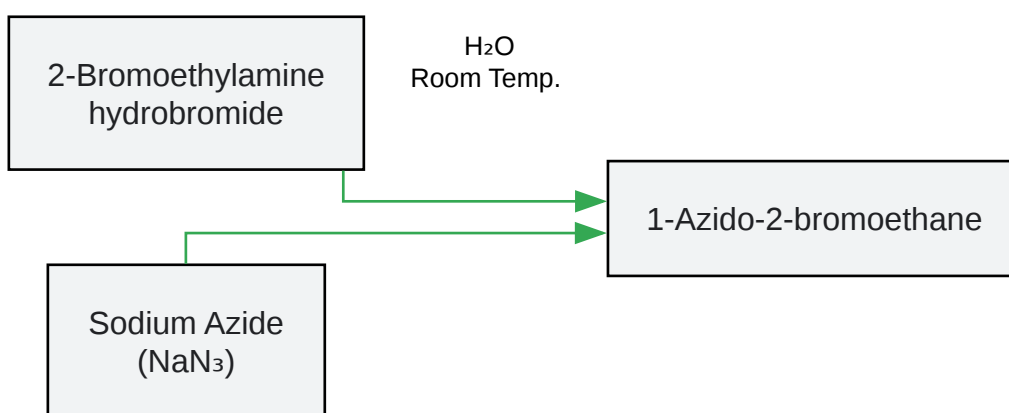 2-Bromoethylamine
hydrobromide
H₂O
Room Temp.
1-Azido-2-bromoethane
Sodium Azide
(NaN₃)